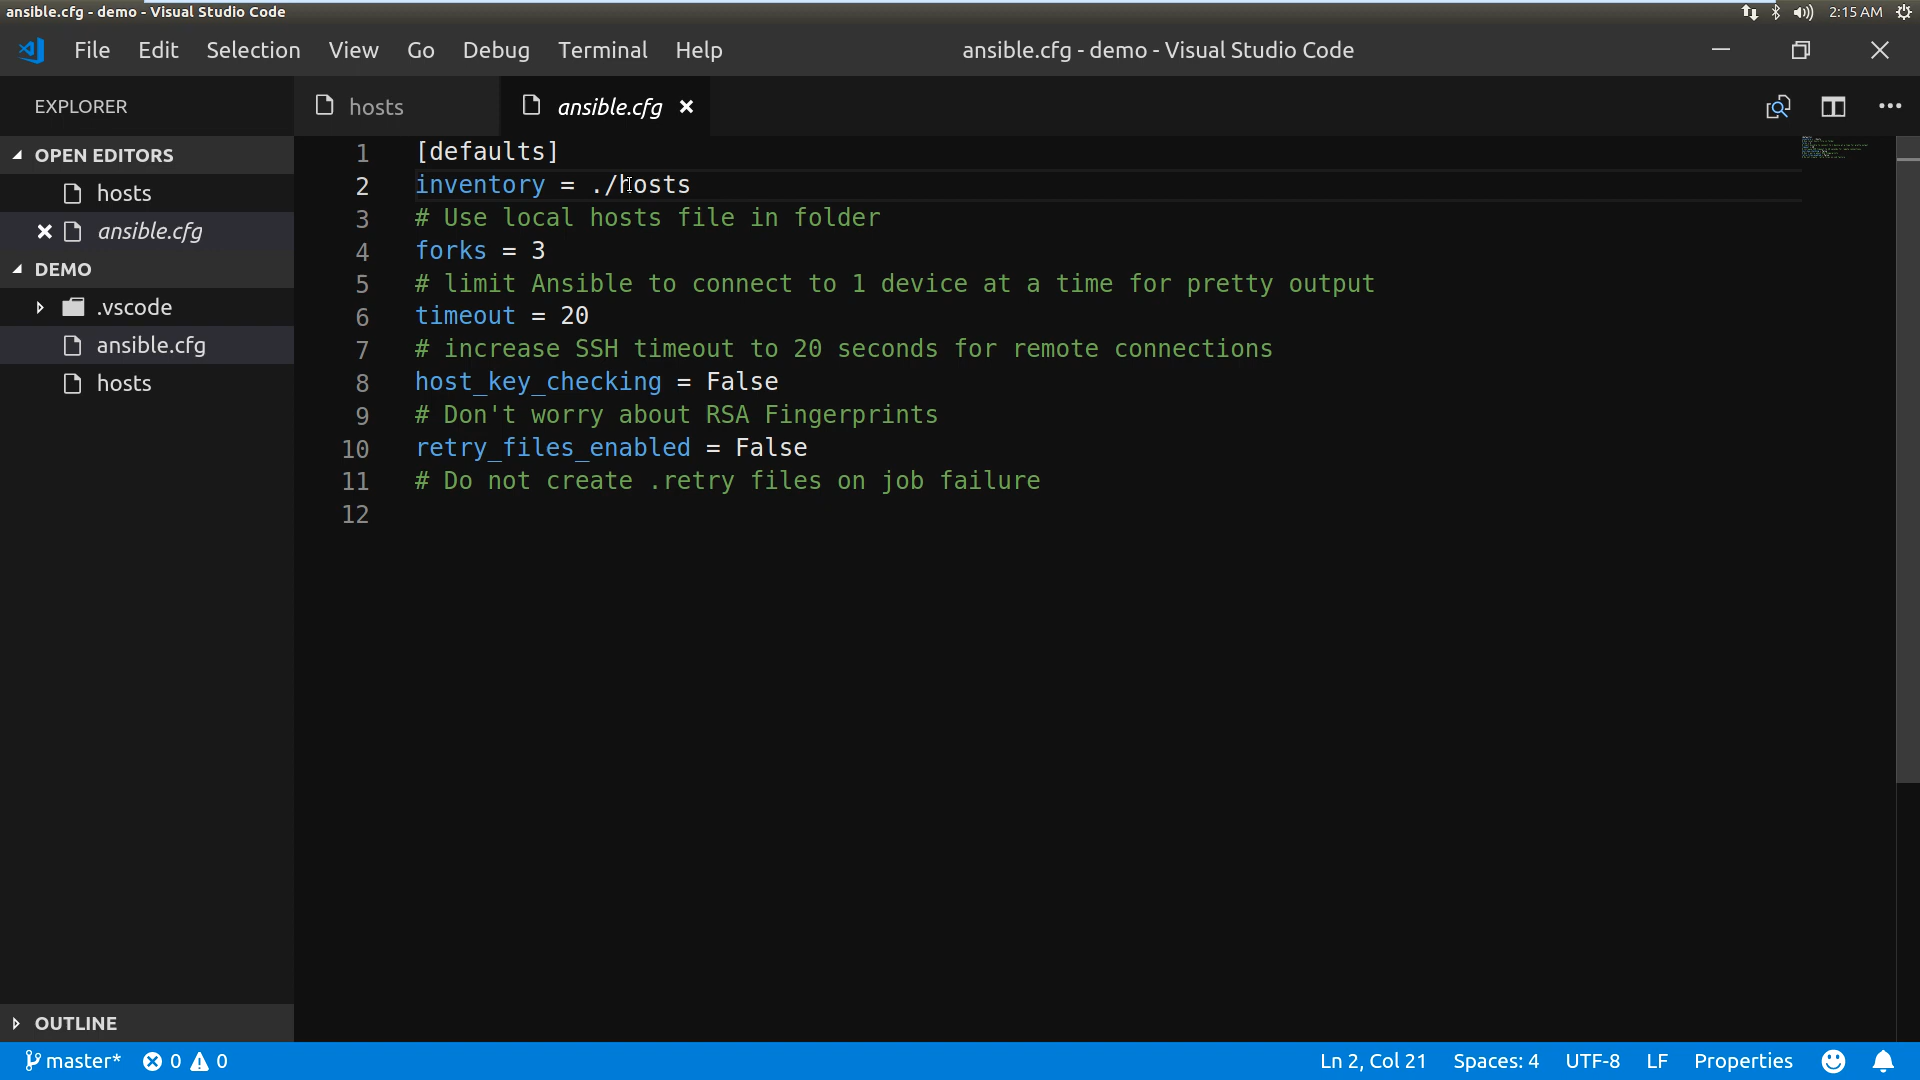 ansible.cfg - demo - Visual Studio Code
2:15 AM
File Edit Selection View Go Debug Terminal Help
ansible.cfg - demo - Visual Studio Code
EXPLORER
hosts
ansible.cfg
OPEN EDITORS
hosts
ansible.cfg
DEMO
.vscode
ansible.cfg
hosts
1 [defaults]
2 inventory = ./hosts
3 # Use local hosts file in folder
4 forks = 3
5 # limit Ansible to connect to 1 device at a time for pretty output
6 timeout = 20
7 # increase SSH timeout to 20 seconds for remote connections
8 host_key_checking = False
9 # Don't worry about RSA Fingerprints
10 retry_files_enabled = False
11 # Do not create .retry files on job failure
12
OUTLINE
master* 0 0
Ln 2, Col 21 Spaces: 4 UTF-8 LF Properties